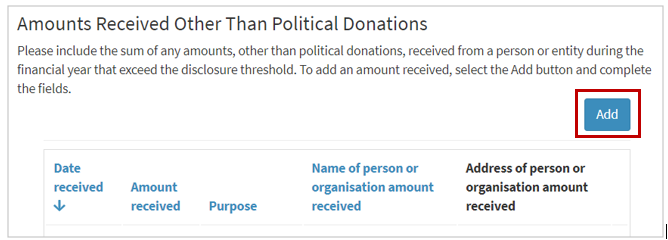 Amounts Received Other Than Political Donations
Please include the sum of any amounts, other than political donations, received from a person or entity during the
financial year that exceed the disclosure threshold. To add an amount received, select the Add button and complete
the fields.
Add
Date
received
Amount
received
Purpose
Name of person or
organisation amount
received
Address of person or
organisation amount
received